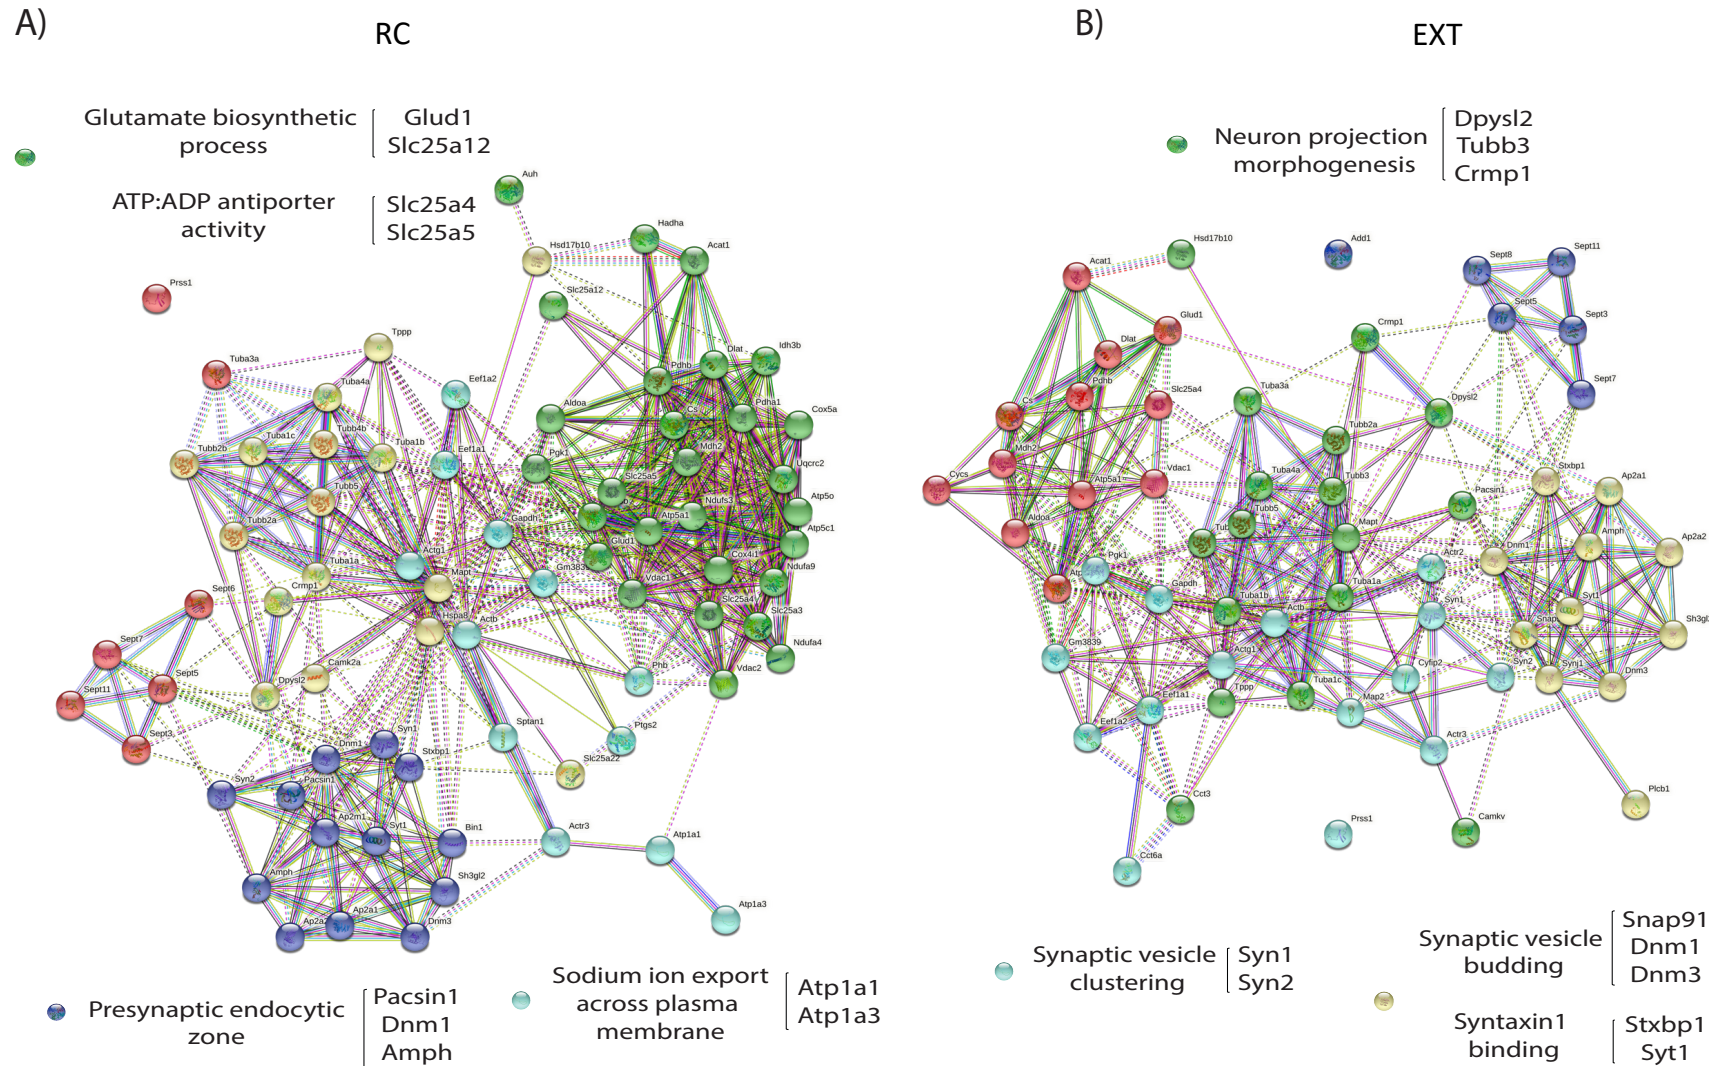 A)
RC
Glutamate biosynthetic
process
Glud1
Slc25a12
ATP:ADP antiporter
activity
Slc25a4
Slc25a5
Auh
Hadha
Hsd17b10
Acat1
Prss1
Slc25a12
Tppp
Idh3b
Dlat
Pdhb
Tuba3a
Eef1a2
Tuba4a
Aldoa
Pdha1
Cox5a
Cs
Tubb4b
Tuba1c
Tuba1b
Tubb2b
Eef1a1
Mdh2
Pgk1
Uqcrc2
Slc25a5
Tubb5
Atp5o
Ndufs3
Tubb2a
Gapdh
Atp5a1
Atp5c1
Actg1
Glud1
Cox4i1
Tuba1a
Mapt
Gm383
Vdac1
Ndufa9
Crmp1
Sept6
Slc25a4
Slc25a3
Hspa8
Actb
Sept7
Ndufa4
Camk2a
Phb
Vdac2
Sept5
Dpysl2
Sept11
Sept3
Sptan1
Ptgs2
Syn1
Dnm1
Stxbp1
Slc25a22
Syn2
Pacsin1
Ap2m1
Syt1
Bin1
Actr3
Atp1a1
Amph
Sh3gl2
Ap2a2
Ap2a1
Dnm3
Atp1a3
Presynaptic endocytic
zone
Pacsin1
Dnm1
Amph
Sodium ion export
across plasma
membrane
Atp1a1
Atp1a3
B)
EXT
Neuron projection
morphogenesis
Dpysl2
Tubb3
Crmp1
Hsd17b10
Add1
Sept11
Sept8
Acat1
Sept5
Glud1
Crmp1
Sept3
Dlat
Sept7
Pdhb
Slc25a4
Tuba3a
Dpysl2
Cs
Tubb2a
Mdh2
Stxbp1
Vdac1
Tuba4a
Tubb3
Ap2a1
Cycs
Atp5a1
Pacsin1
Tubb5
Aldoa
Mapt
Amph
Dnm1
Ap2a2
Actr2
Pgk1
Gapdh
Tuba1a
Tuba1b
Syn1
Syt1
Actb
Snap
Sh3gl
Gm3839
Actg1
Cyfip2
Syn2
Synj1
Dnm3
Tuba1c
Tppp
Map2
Eef1a1
Eef1a2
Actr3
Cct3
Plcb1
Prss1
Camkv
Cct6a
Synaptic vesicle
clustering
Syn1
Syn2
Synaptic vesicle
budding
Snap91
Dnm1
Dnm3
Syntaxin1
binding
Stxbp1
Syt1